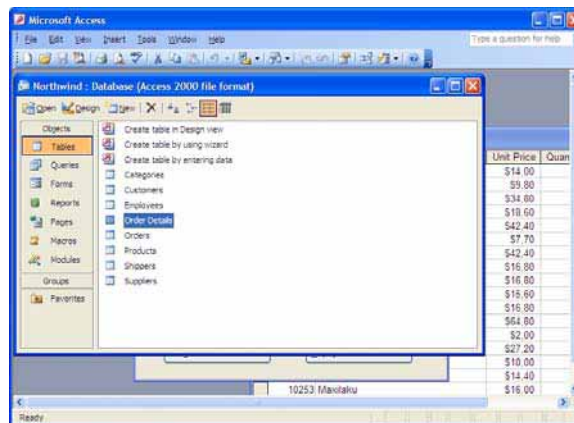 Microsoft Access
File Edit View Insert Tools Window Help
Type a question for help
Northwind : Database (Access 2000 file format)
Open Design New
Objects
Tables
Queries
Forms
Reports
Pages
Macros
Modules
Groups
Favorites
Create table in Design view
Create table by using wizard
Create table by entering data
Categories
Customers
Employees
Order Details
Orders
Products
Shippers
Suppliers
Unit Price Quan
$14.00
$9.80
$34.80
$18.60
$42.40
$7.70
$42.40
$16.80
$16.80
$15.60
$16.80
$64.80
$2.00
$27.20
$10.00
$14.40
10253 Maxilaku $16.00
Ready